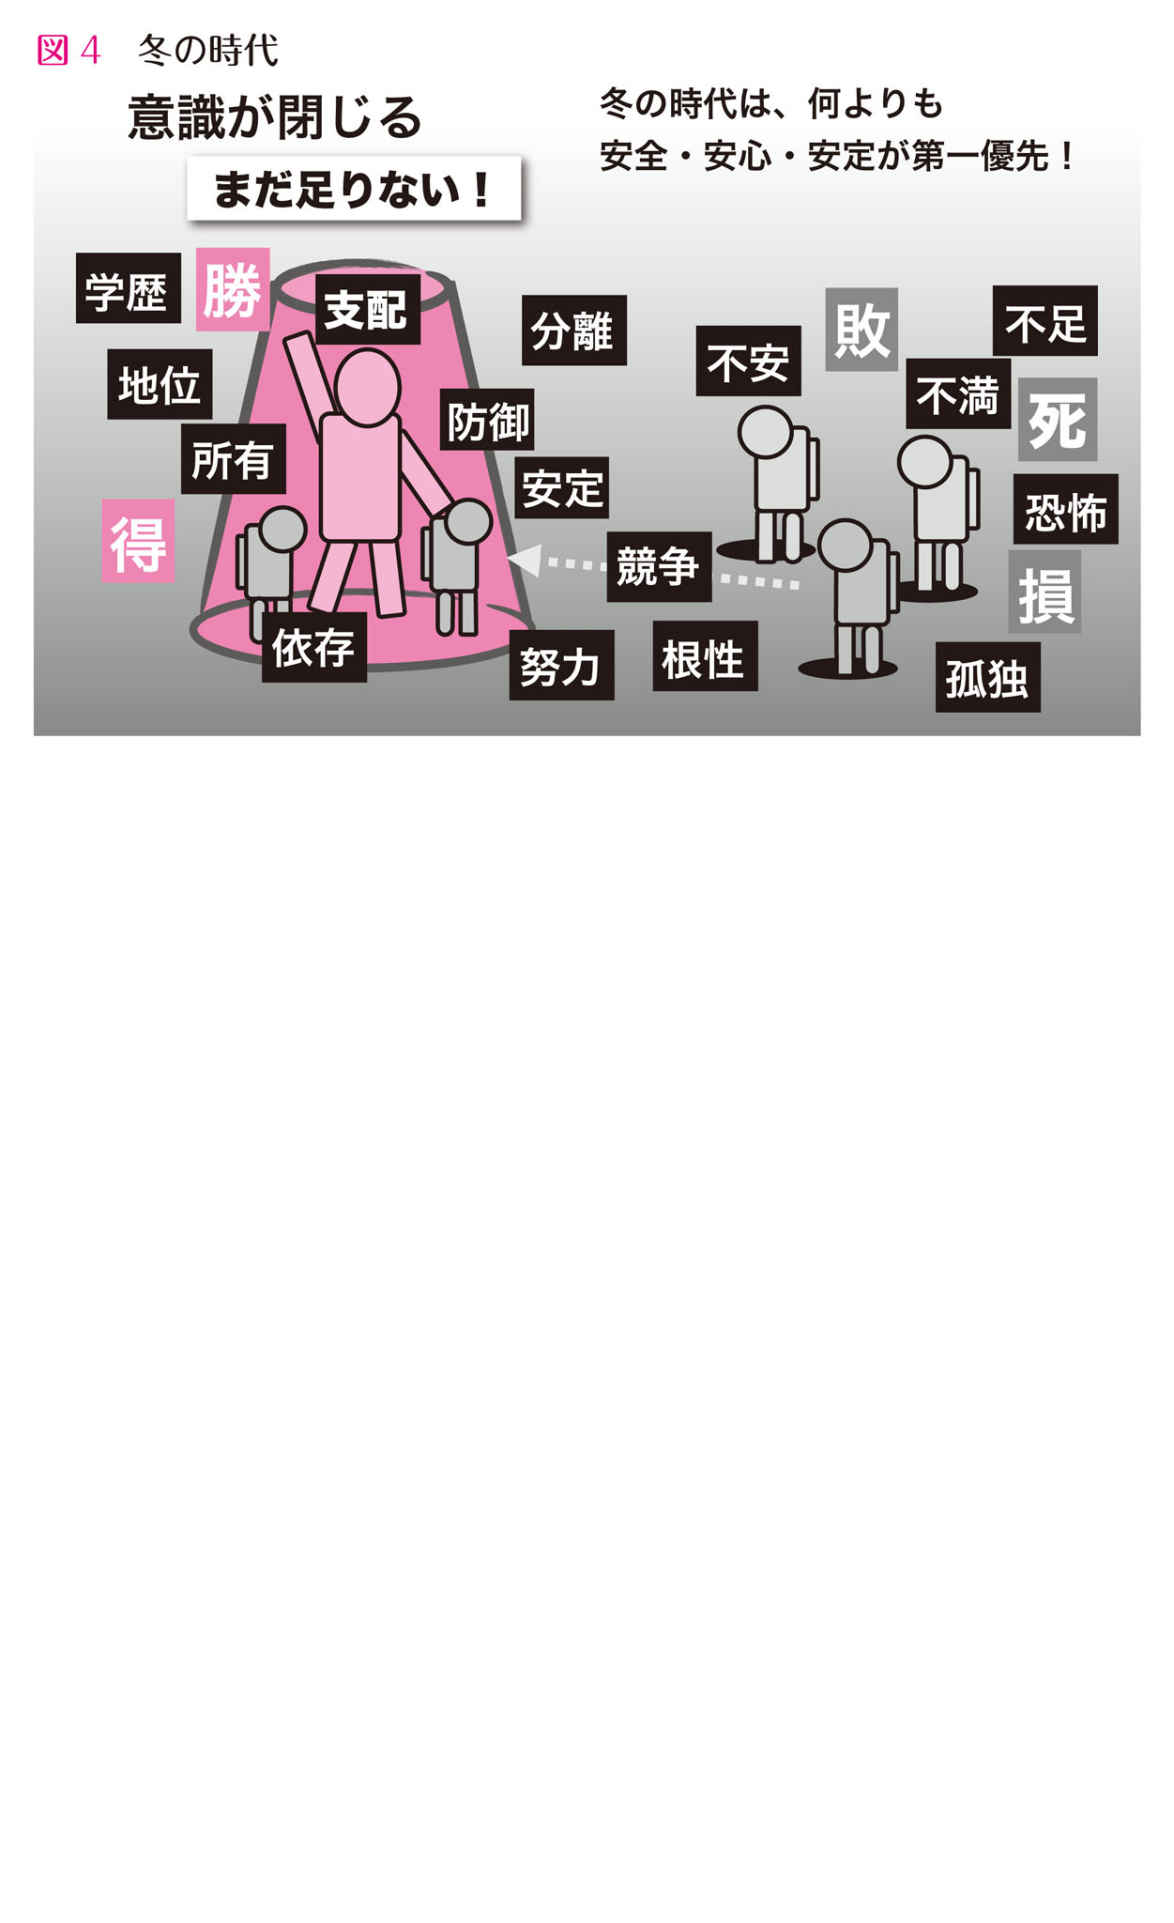 図4 冬の時代
意識が閉じる
まだ足りない！
冬の時代は、何よりも
安全・安心・安定が第一優先！
学歴
勝
支配
地位
所有
得
防御
分離
安定
依存
努力
競争
根性
不安
敗
不足
不満
死
恐怖
損
孤独